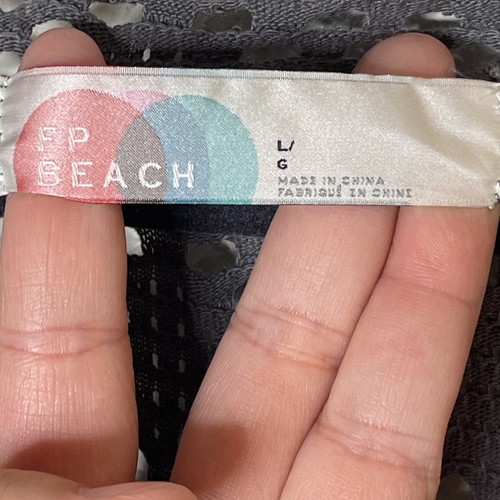 FP
BEACH
L/
G
MADE IN CHINA
FABRIQUÉ EN CHINE